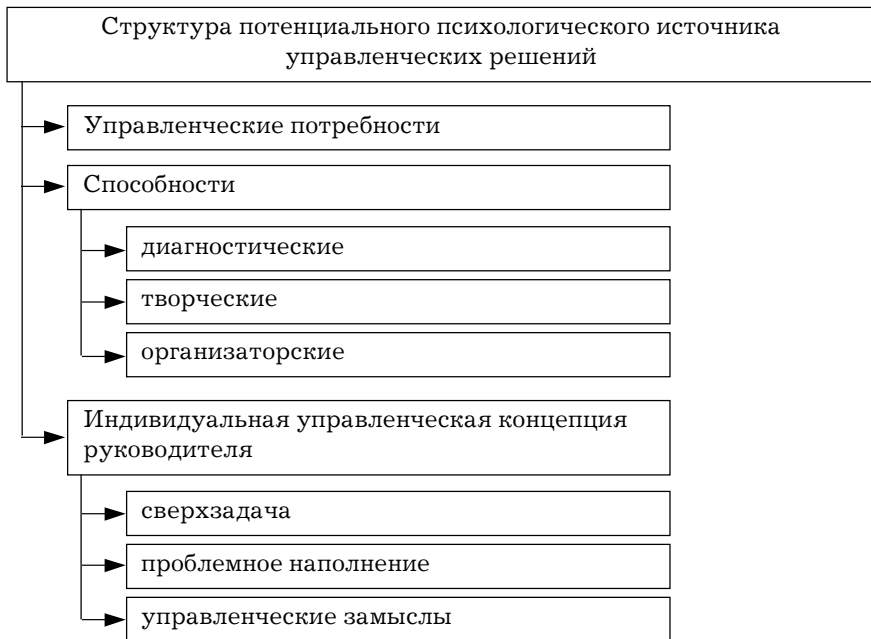 Структура потенциального психологического источника
управленческих решений
Управленческие потребности
Способности
диагностические
творческие
организаторские
Индивидуальная управленческая концепция
руководителя
сверхзадача
проблемное наполнение
управленческие замыслы